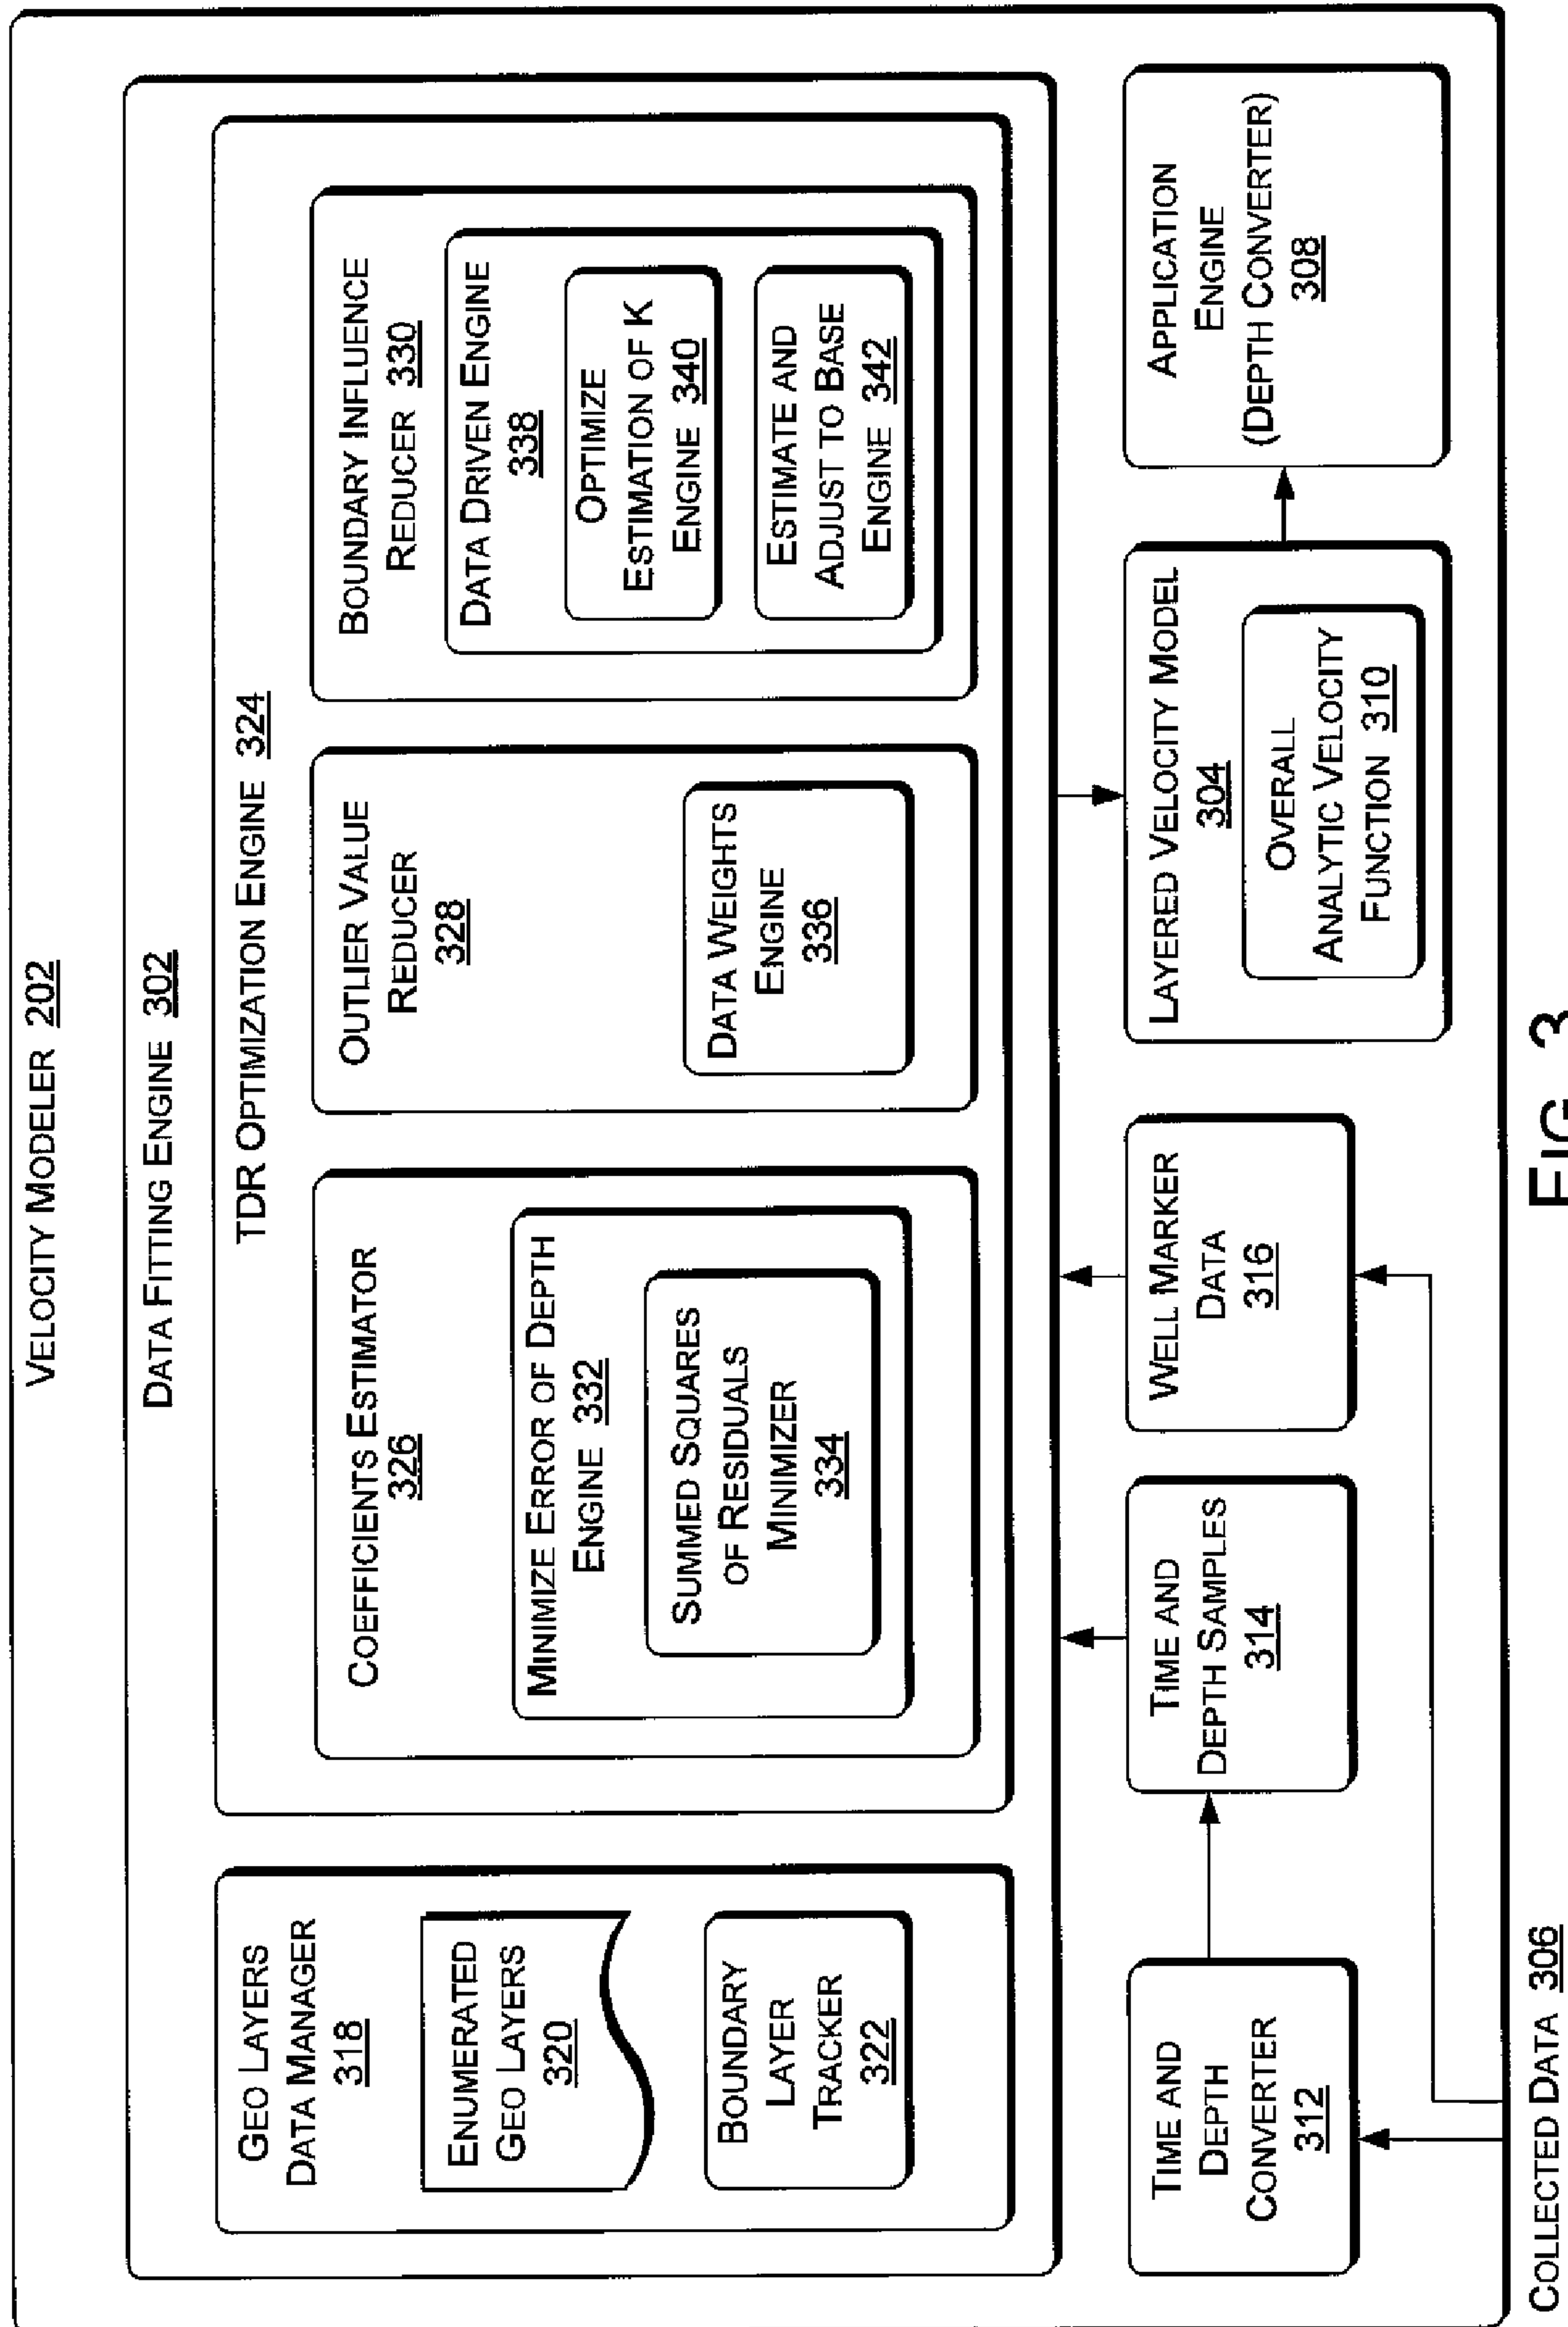 VELOCITY MODELER 202
DATA FITTING ENGINE 302
GEO LAYERS
DATA MANAGER
318
ENUMERATED
GEO LAYERS
320
BOUNDARY
LAYER
TRACKER
322
TDR OPTIMIZATION ENGINE 324
COEFFICIENTS ESTIMATOR
326
MINIMIZE ERROR OF DEPTH
ENGINE 332
SUMMED SQUARES
OF RESIDUALS
MINIMIZER
334
OUTLIER VALUE
REDUCER
328
DATA WEIGHTS
ENGINE
336
BOUNDARY INFLUENCE
REDUCER 330
DATA DRIVEN ENGINE
338
OPTIMIZE
ESTIMATION OF K
ENGINE 340
ESTIMATE AND
ADJUST TO BASE
ENGINE 342
TIME AND
DEPTH
CONVERTER
312
TIME AND
DEPTH SAMPLES
314
WELL MARKER
DATA
316
LAYERED VELOCITY MODEL
304
OVERALL
ANALYTIC VELOCITY
FUNCTION 310
APPLICATION
ENGINE
(DEPTH CONVERTER)
308
COLLECTED DATA 306
FIG. 3